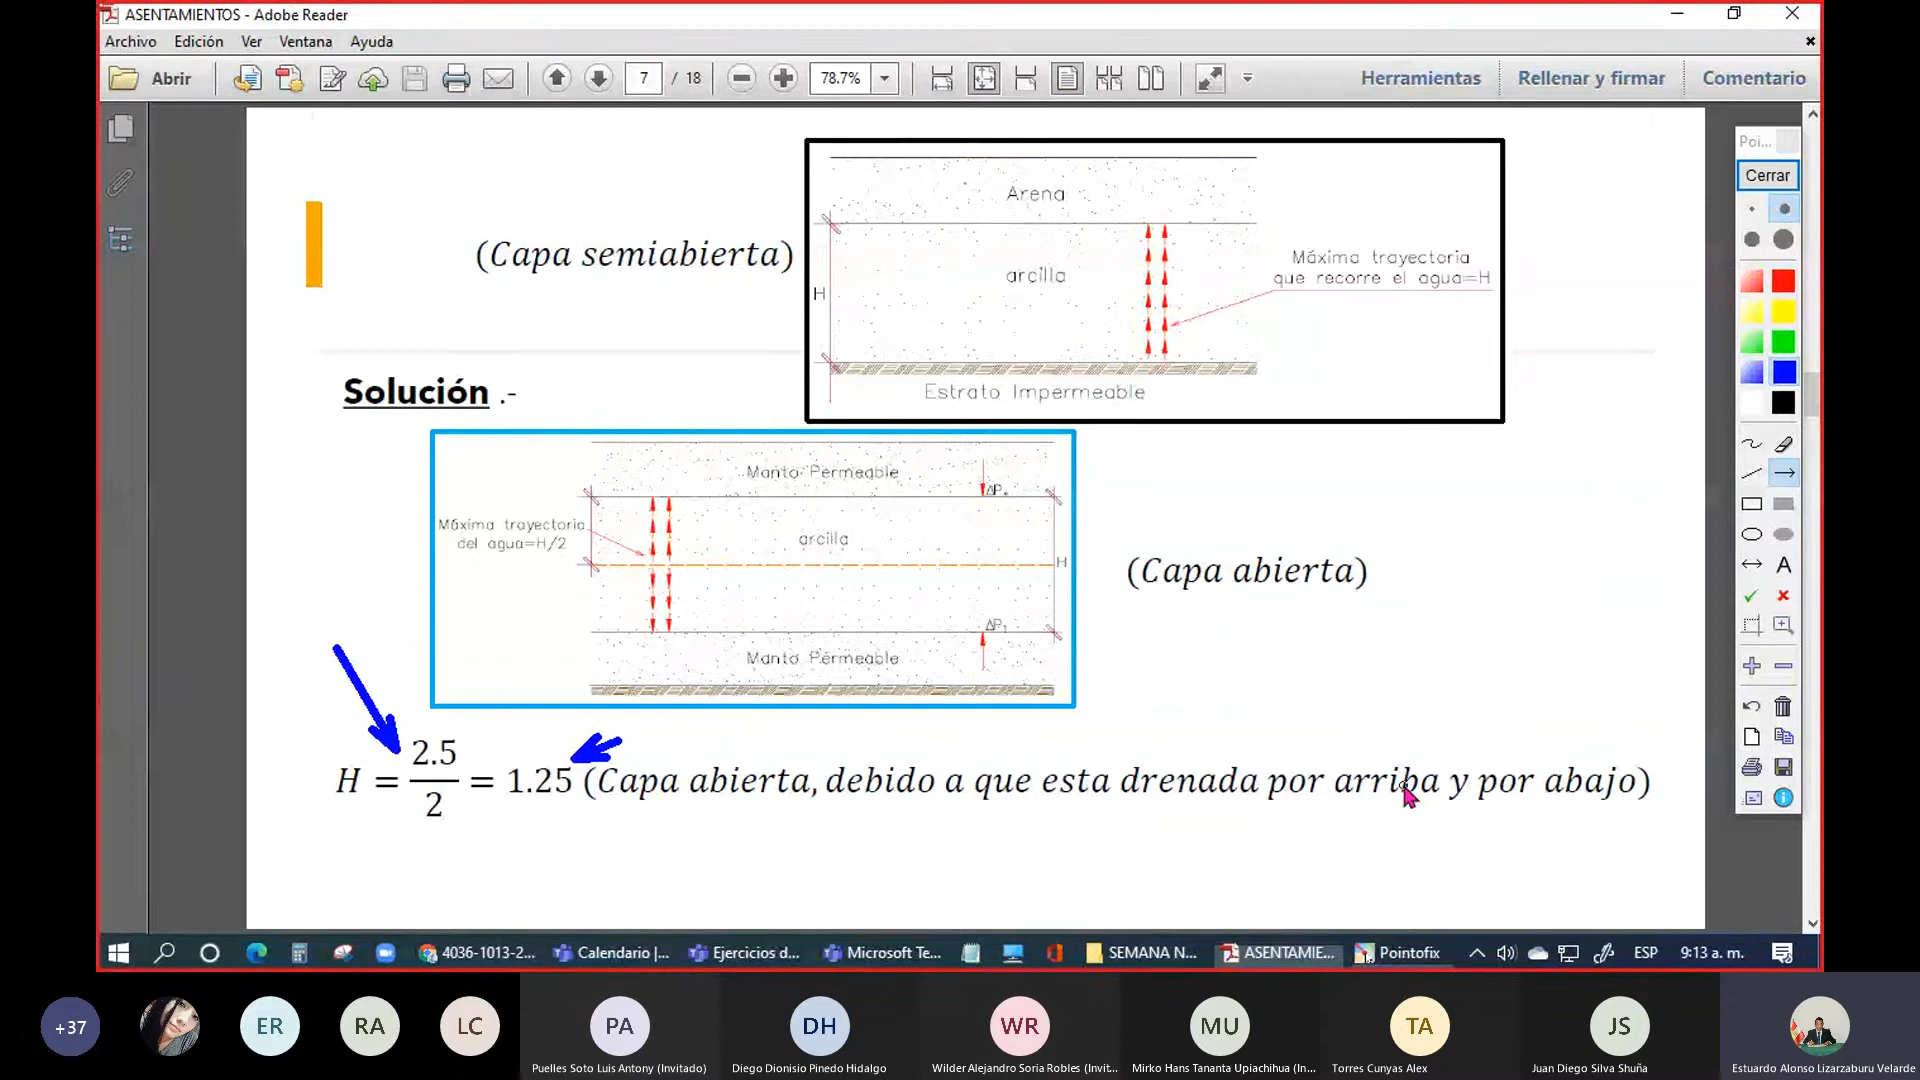 ASENTAMIENTOS - Adobe Reader
Archivo Edición Ver Ventana Ayuda
Abrir 7 / 18 78.7% Herramientas Rellenar y firmar Comentario
Poi...
Cerrar
Arena
(Capa semiabierta)
Máxima trayectoria
que recorre el agua=H
arcilla
H
Estrato Impermeable
Solución .-
Manto Permeable
ΔP
Máxima trayectoria
del agua=H/2
arcilla
H
(Capa abierta)
ΔP
Manto Permeable
H = 2.5/2 = 1.25 (Capa abierta, debido a que esta drenada por arriba y por abajo)
A
4036-1013-2... Calendario |... Ejercicios d... Microsoft Te... SEMANA N... ASENTAMIE... Pointofix ESP 9:13 a. m.
+37 ER RA LC PA DH WR MU TA JS
Puelles Soto Luis Antony (Invitado) Diego Dionisio Pinedo Hidalgo Wilder Alejandro Soria Robles (Invit... Mirko Hans Tananta Upiachihua (In... Torres Cunyas Alex Juan Diego Silva Shuña Estuardo Alonso Lizarzaburu Velarde